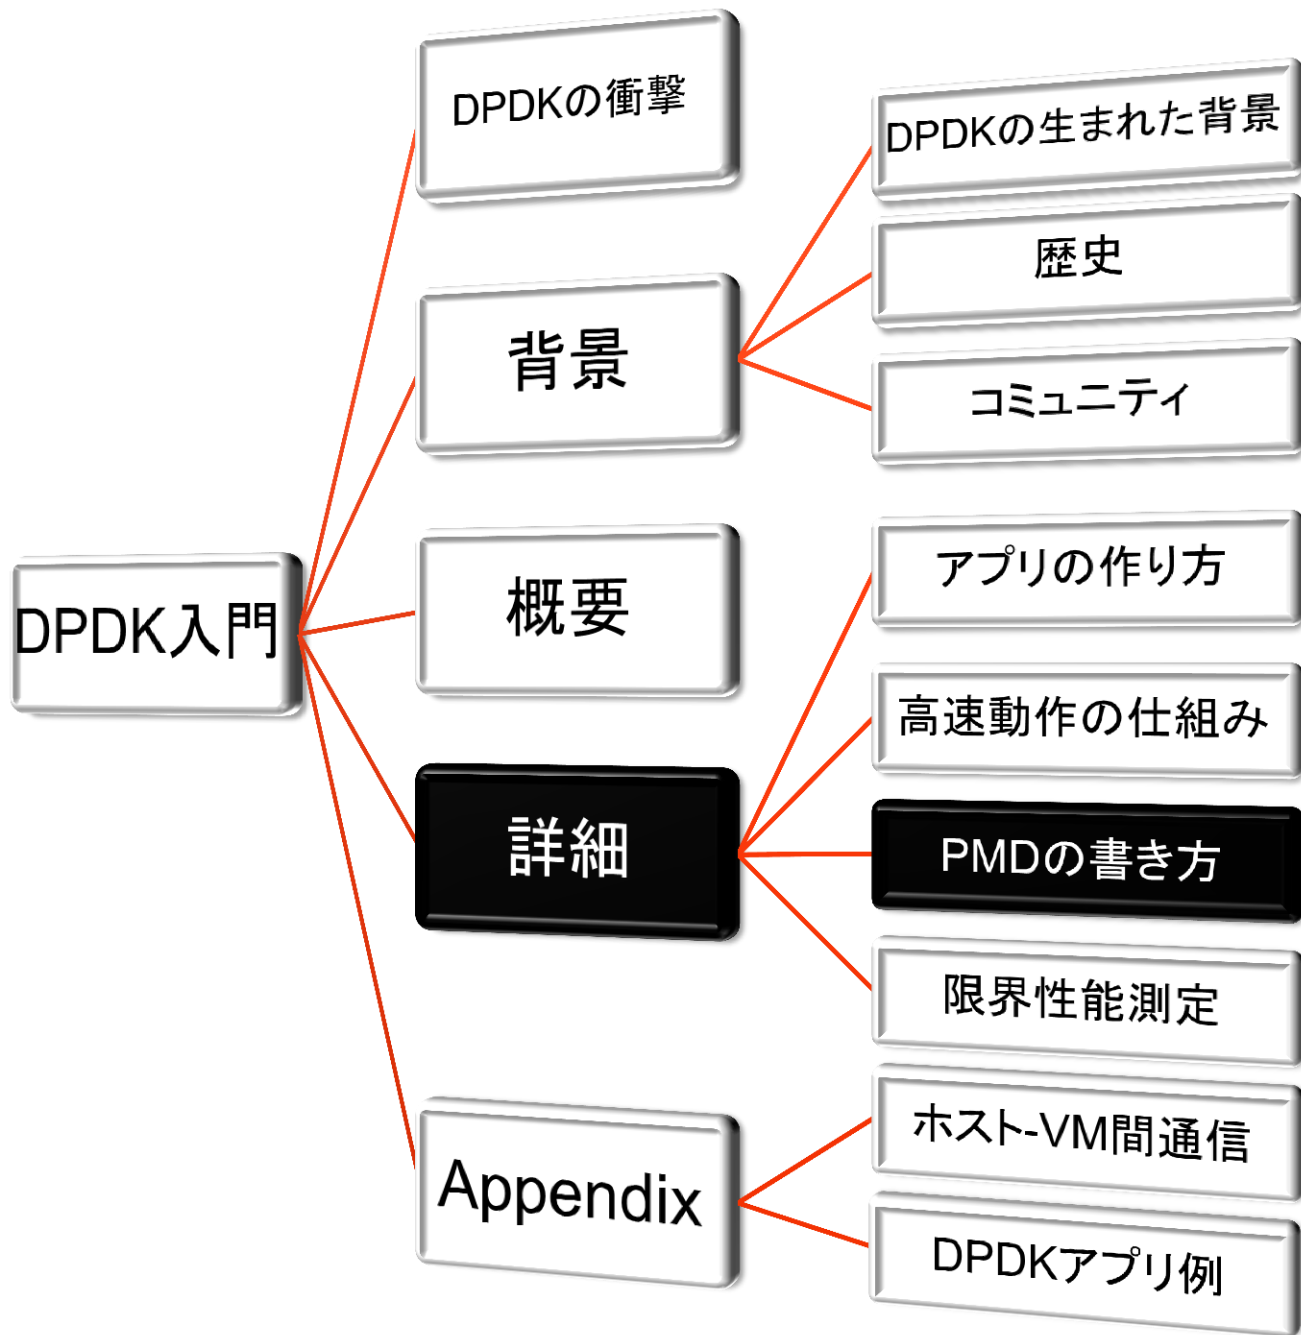 DPDK入門
DPDKの衝撃
背景
DPDKの生まれた背景
歴史
コミュニティ
概要
詳細
アプリの作り方
高速動作の仕組み
PMDの書き方
限界性能測定
Appendix
ホスト-VM間通信
DPDKアプリ例